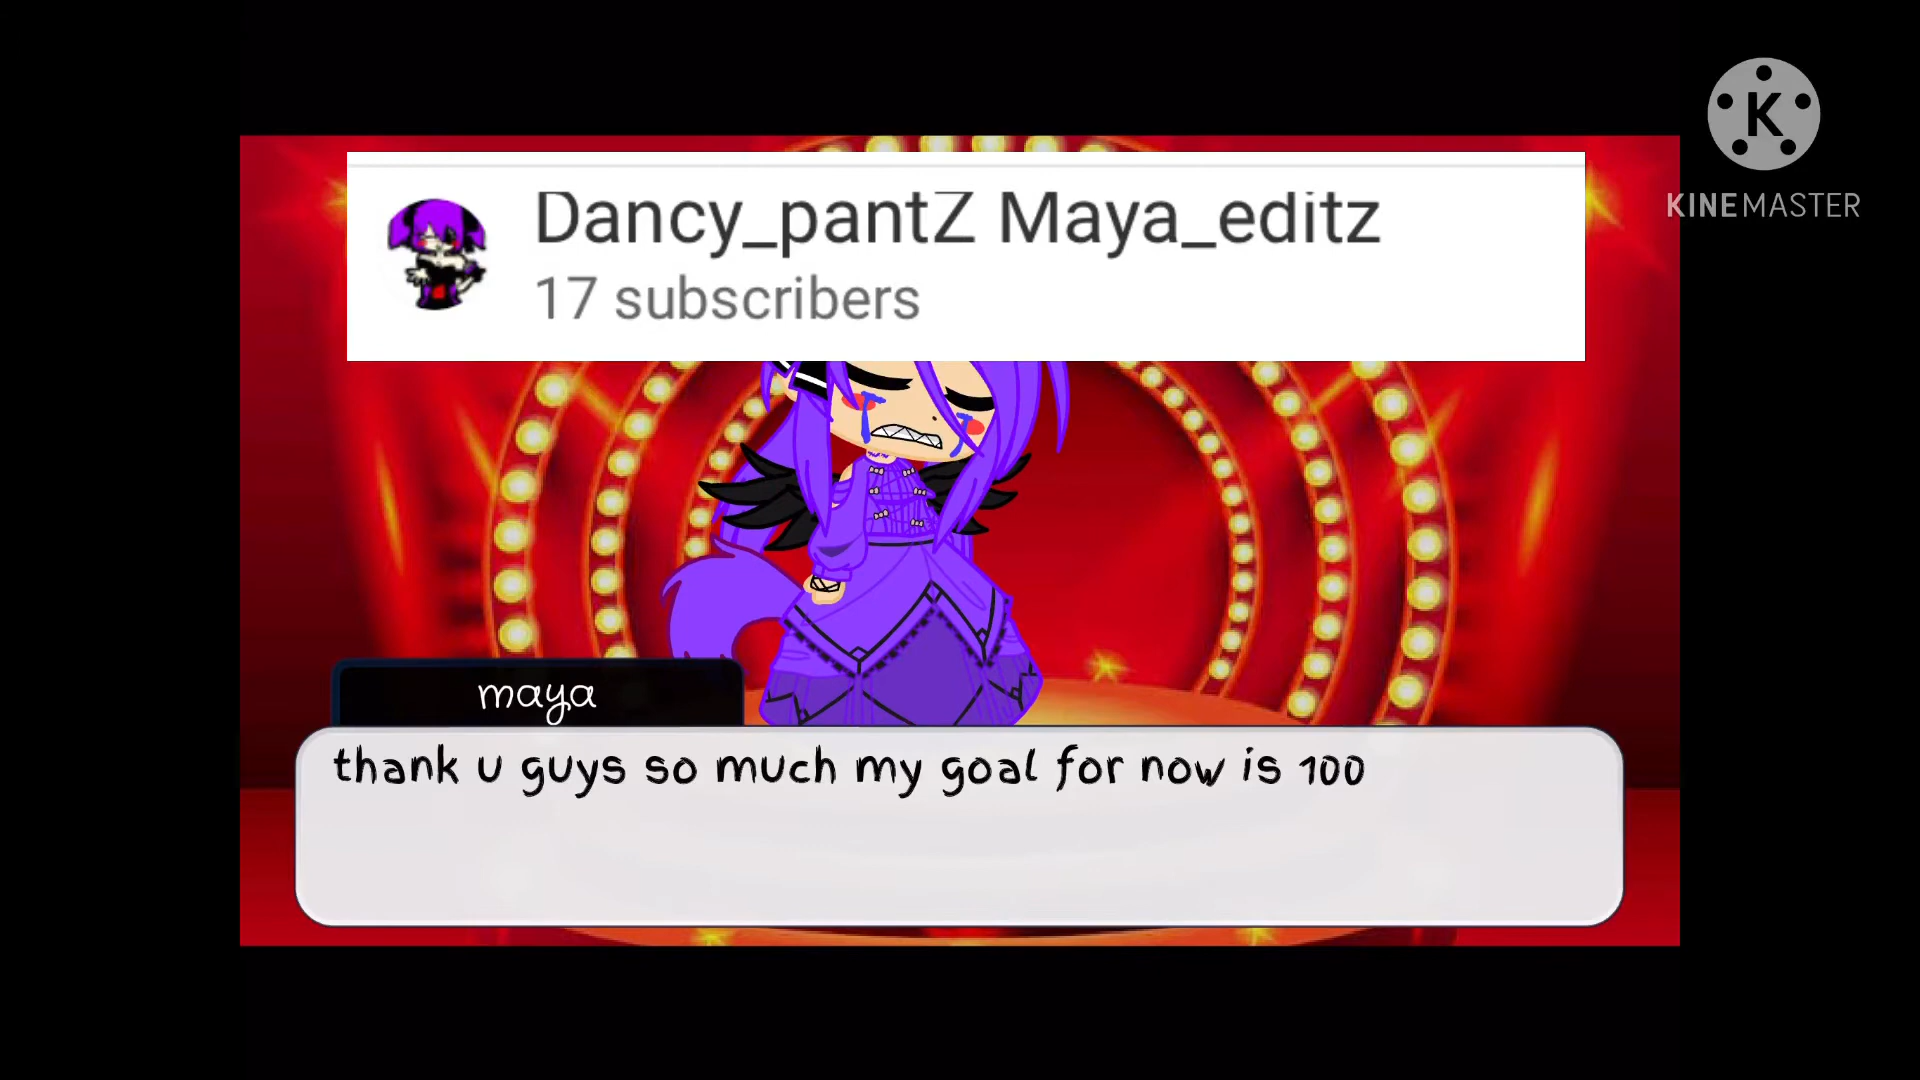 K
KINEMASTER
Dancy_pantZ Maya_editz
17 subscribers
maya
thank u guys so much my goal for now is 100